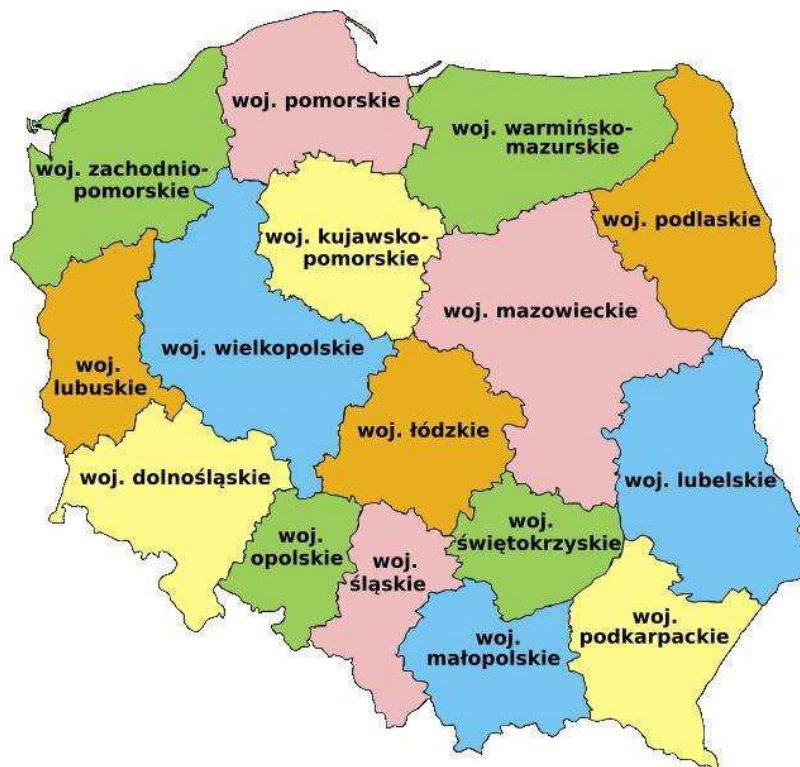 woj. pomorskie
woj. warmińsko-
mazurskie
woj. zachodnio-
pomorskie
woj. podlaskie
woj. kujawsko-
pomorskie
woj. mazowieckie
woj. wielkopolskie
woj.
lubuskie
woj. łódzkie
woj. dolnośląskie
woj. lubelskie
woj.
opolskie
woj.
świętokrzyskie
woj.
śląskie
woj.
małopolskie
woj.
podkarpackie